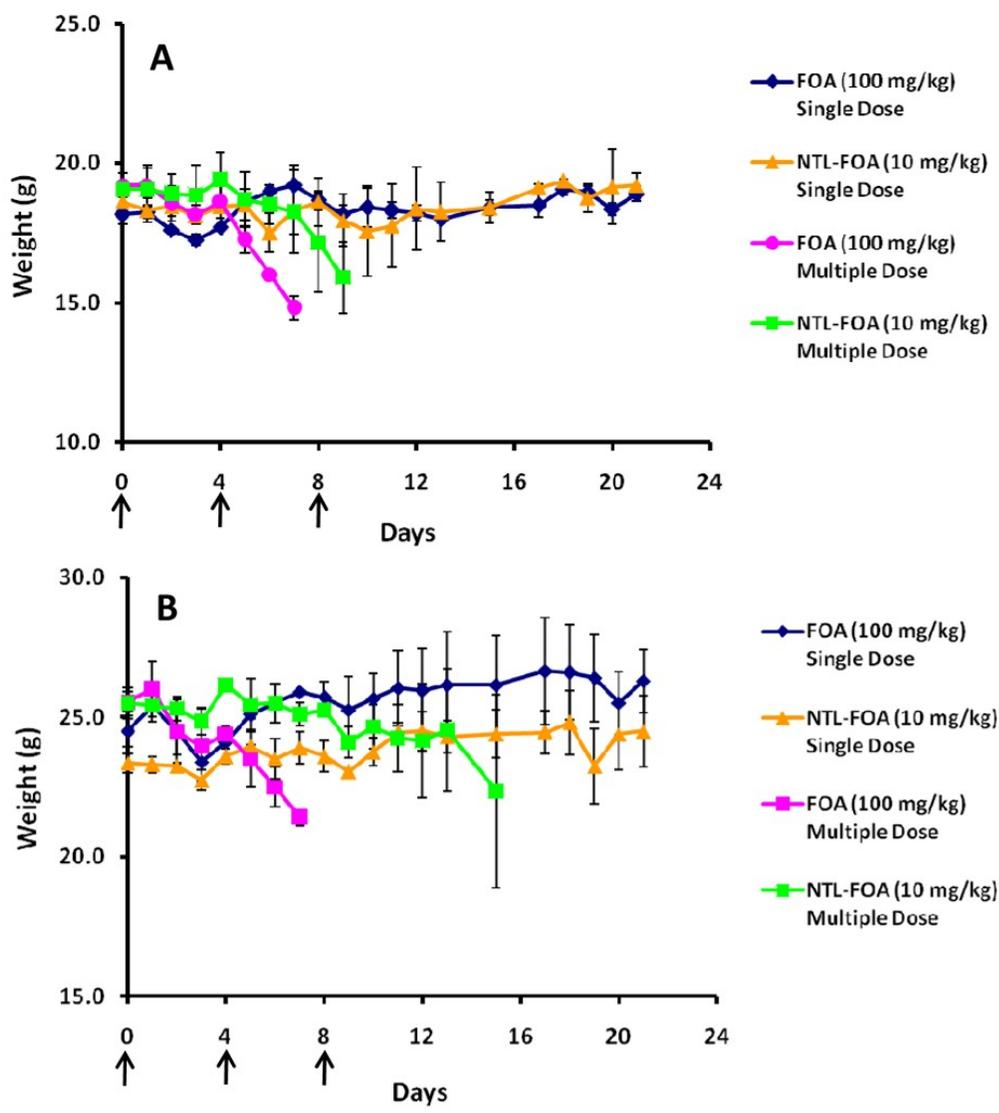 A
25.0
20.0
15.0
10.0
Weight (g)
0 4 8 12 16 20 24
Days
FOA (100 mg/kg)
Single Dose
NTL-FOA (10 mg/kg)
Single Dose
FOA (100 mg/kg)
Multiple Dose
NTL-FOA (10 mg/kg)
Multiple Dose
B
30.0
25.0
20.0
15.0
Weight (g)
0 4 8 12 16 20 24
Days
FOA (100 mg/kg)
Single Dose
NTL-FOA (10 mg/kg)
Single Dose
FOA (100 mg/kg)
Multiple Dose
NTL-FOA (10 mg/kg)
Multiple Dose